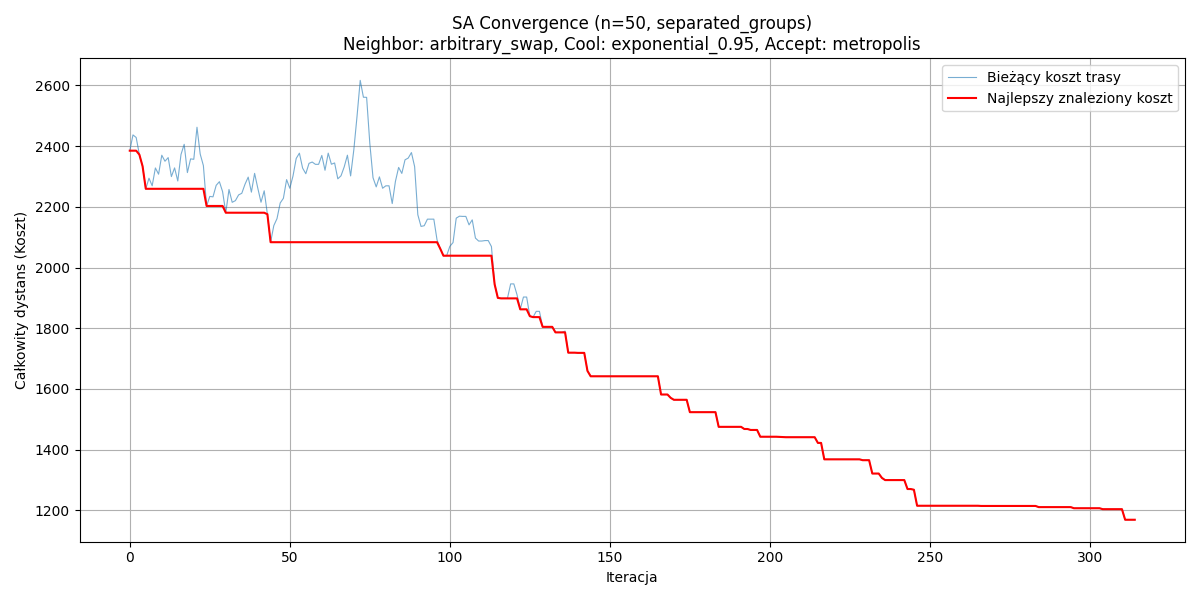 SA Convergence (n=50, separated_groups)
Neighbor: arbitrary_swap, Cool: exponential_0.95, Accept: metropolis
Bieżący koszt trasy
Najlepszy znaleziony koszt
Całkowity dystans (Koszt)
2600
2400
2200
2000
1800
1600
1400
1200
0 50 100 150 200 250 300
Iteracja